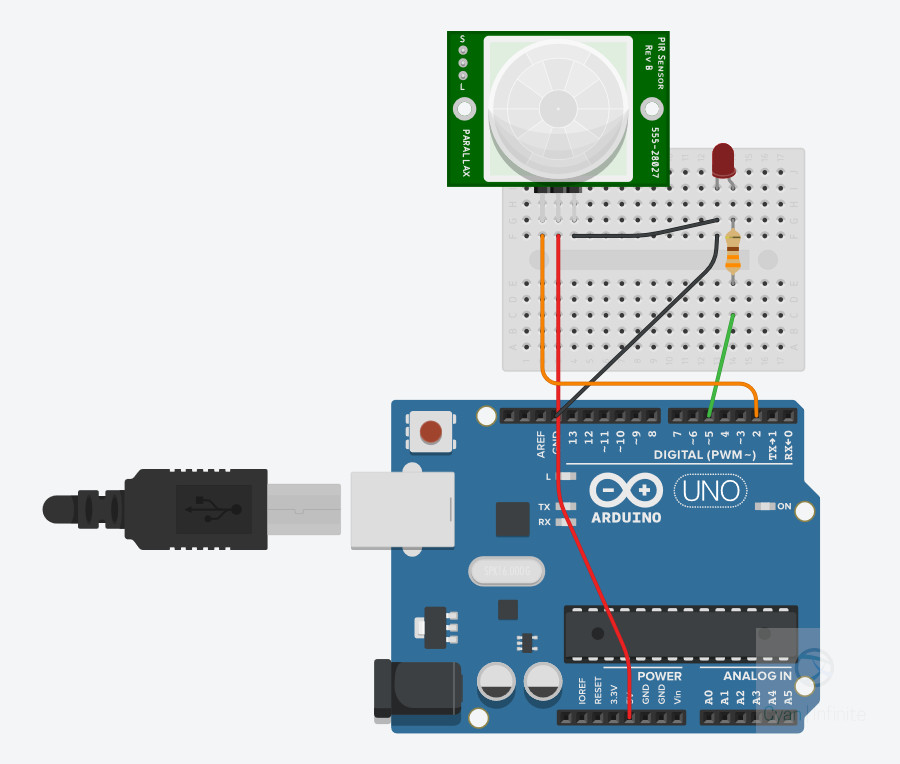 S
L
PARALLAX
PIR SENSOR
REV B
555-28027
AREF
GND
13
12
~11
~10
~9
8
7
~6
~5
4
~3
2
TX→1
RX←0
DIGITAL (PWM~)
L
TX
RX
ARDUINO
UNO
ON
POWER
ANALOG IN
IOREF
RESET
3.3V
5V
GND
GND
Vin
A0
A1
A2
A3
A4
A5
Cyan Infinite